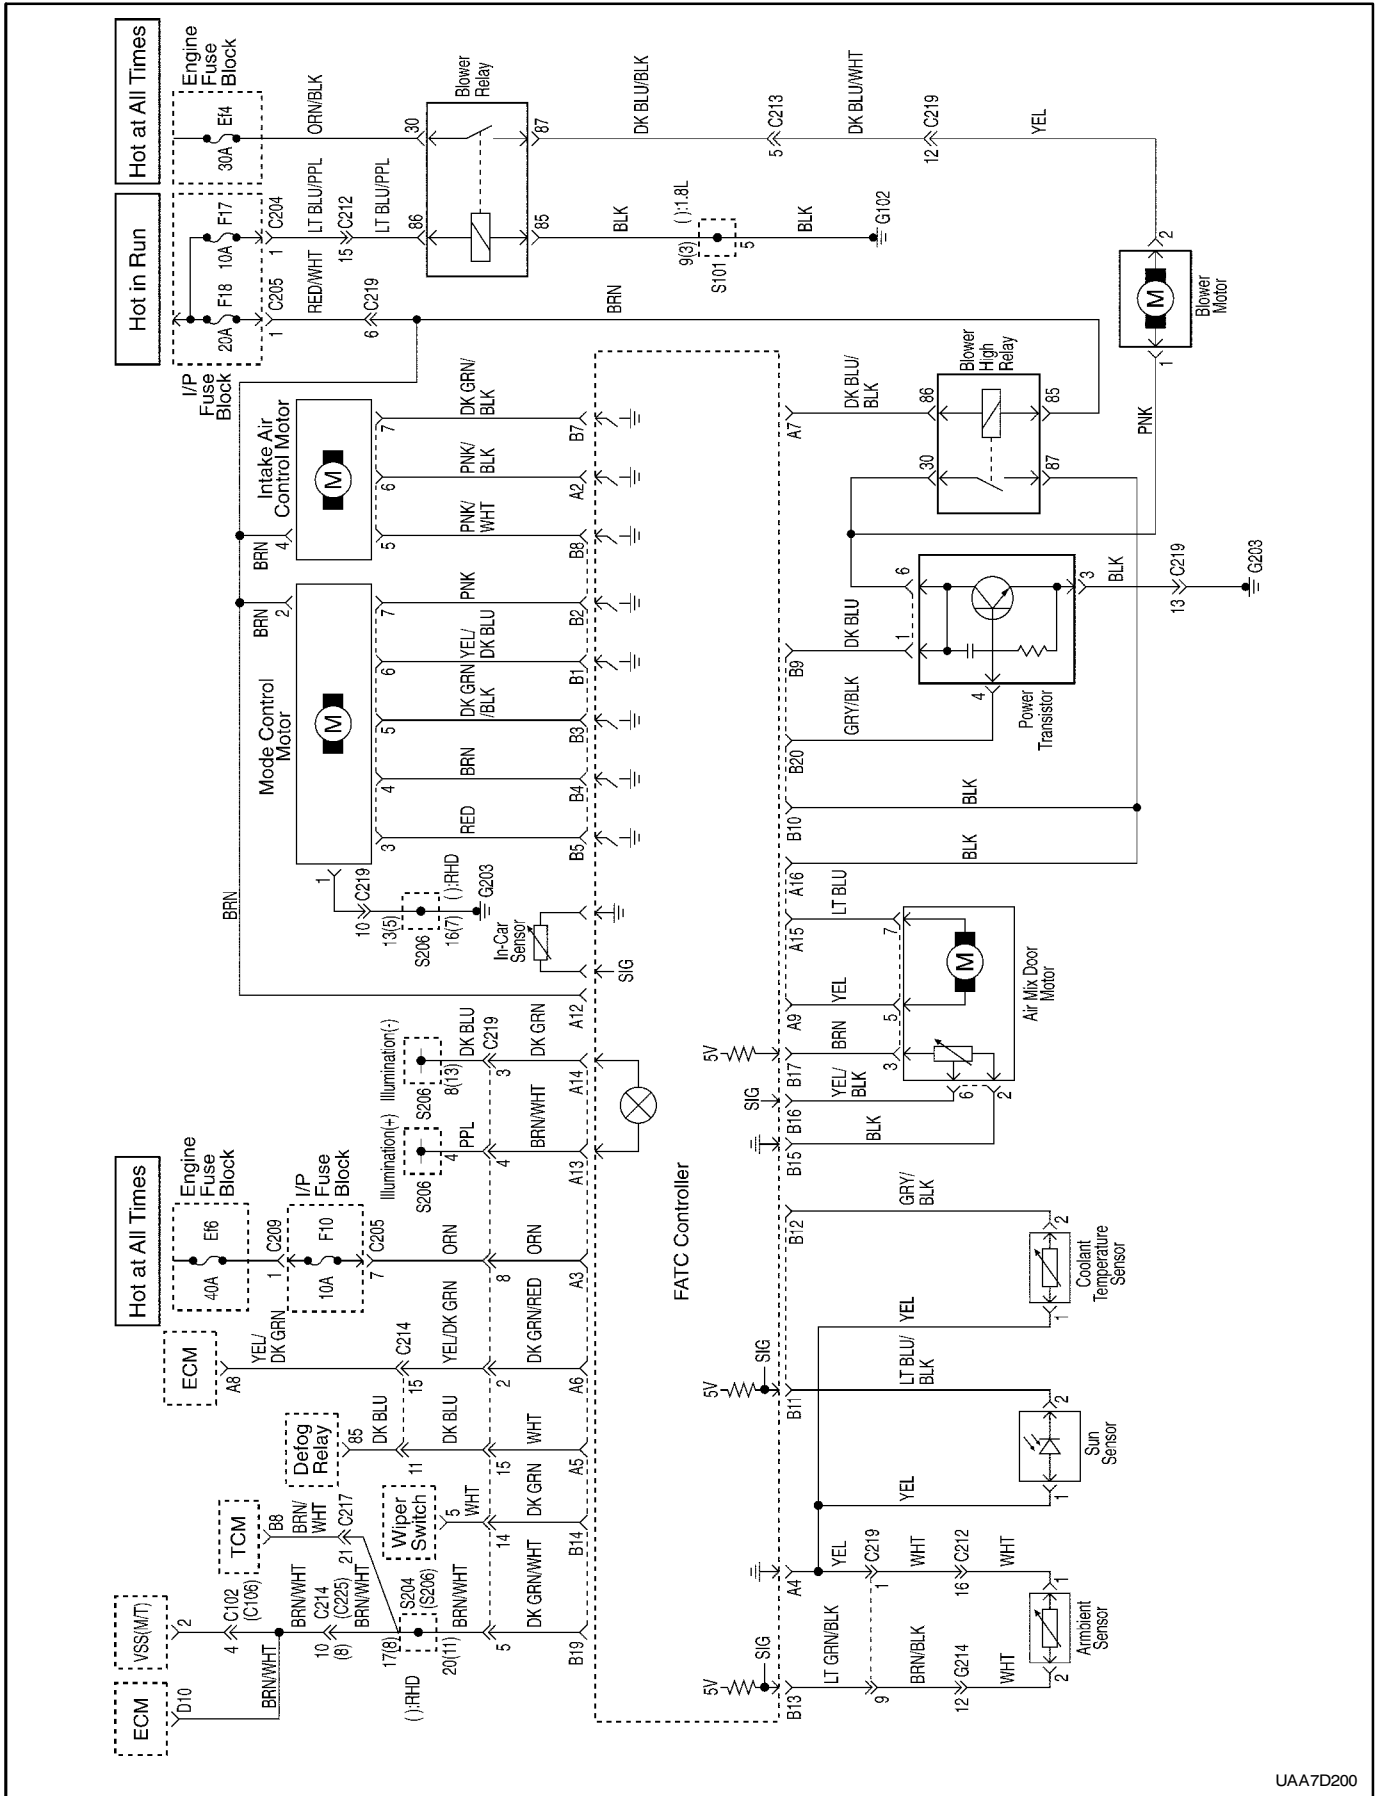 Hot at All Times
Engine
Fuse
Block
30A
Ef4
ORN/BLK
30
Blower
Relay
87
DK BLU/BLK
5
C213
DK BLU/WHT
12
C219
YEL
2
Blower
Motor
1
PNK
Hot in Run
I/P
Fuse
Block
20A
F18
10A
F17
1
C205
1
C204
RED/WHT
LT BLU/PPL
6
C219
15
C212
LT BLU/PPL
86
85
BLK
9(3)
( ):1.8L
S101
5
BLK
G102
BRN
Intake Air
Control Motor
M
BRN
4
5
6
7
PNK/
WHT
PNK/
BLK
DK GRN/
BLK
B8
A2
B7
Mode Control
Motor
M
BRN
2
3
4
5
6
7
RED
BRN
DK GRN
/BLK
YEL/
DK BLU
PNK
B5
B4
B3
B1
B2
1
10
C219
13(5)
S206
16(7)
( ):RHD
G203
In-Car
Sensor
SIG
BRN
A12
Illumination(-)
S206
8(13)
DK BLU
C219
3
DK GRN
A14
Illumination(+)
S206
4
PPL
4
BRN/WHT
A13
Hot at All Times
Engine
Fuse
Block
40A
Ef6
1
C209
I/P
Fuse
Block
10A
F10
7
C205
ORN
8
ORN
A3
ECM
A8
YEL/
DK GRN
15
C214
YEL/DK GRN
2
DK GRN/RED
A6
Defog
Relay
85
DK BLU
11
DK BLU
15
WHT
A5
TCM
B8
BRN/
WHT
21
C217
Wiper
Switch
5
WHT
14
DK GRN
B14
VSS(M/T)
2
4
C102
(C106)
BRN/WHT
10
(8)
C214
(C225)
BRN/WHT
17(8)
S204
(S206)
20(11)
BRN/WHT
5
DK GRN/WHT
B19
( ):RHD
ECM
D10
BRN/WHT
FATC Controller
A7
DK BLU/
BLK
86
Blower
High
Relay
85
30
87
B9
DK BLU
1
6
B20
GRY/BLK
4
Power
Transistor
3
BLK
13
C219
G203
B10
BLK
A16
BLK
A15
LT BLU
7
A9
YEL
5
M
Air Mix Door
Motor
5V
B17
BRN
3
SIG
B16
YEL/
BLK
6
B15
BLK
2
B12
GRY/
BLK
2
Coolant
Temperature
Sensor
1
YEL
5V
SIG
B11
LT BLU/
BLK
2
Sun
Sensor
1
YEL
A4
YEL
1
C219
WHT
16
C212
WHT
1
Armbient
Sensor
2
5V
SIG
B13
LT GRN/BLK
9
BRN/BLK
12
G214
WHT
M
UAA7D200